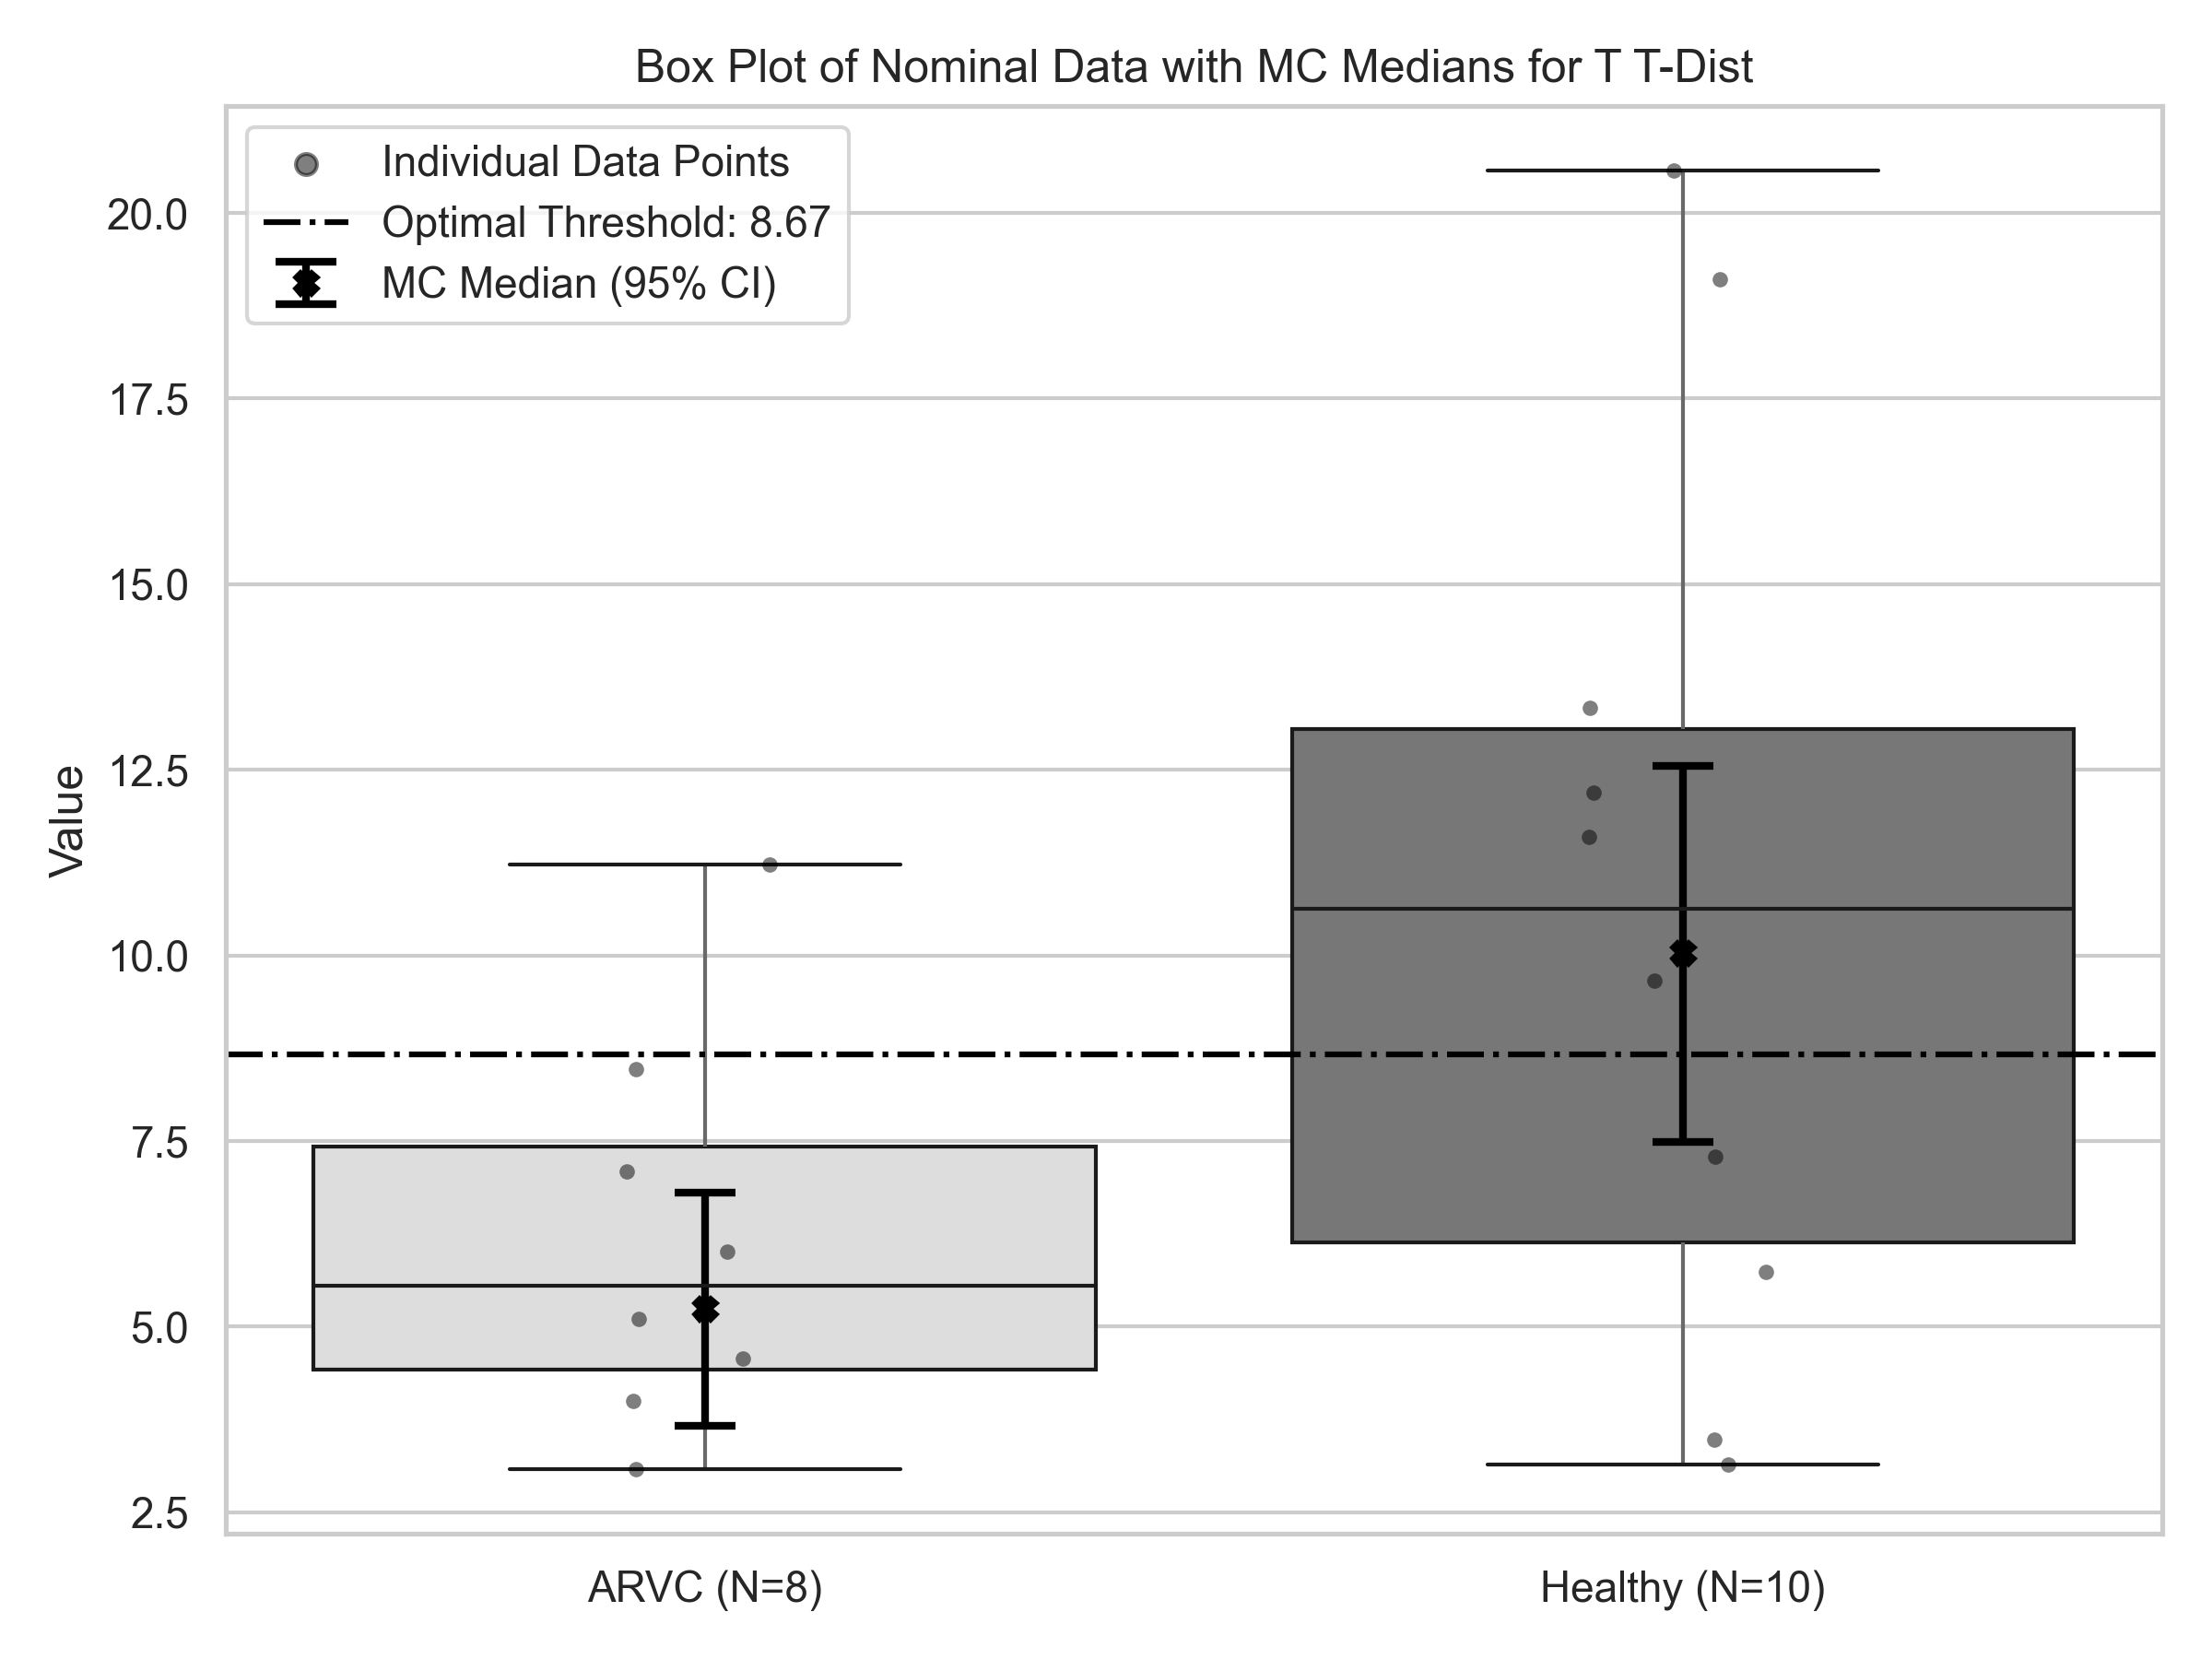 Box Plot of Nominal Data with MC Medians for T T-Dist
Individual Data Points
Optimal Threshold: 8.67
MC Median (95% CI)
20.0
17.5
15.0
12.5
10.0
7.5
5.0
2.5
Value
ARVC (N=8)
Healthy (N=10)